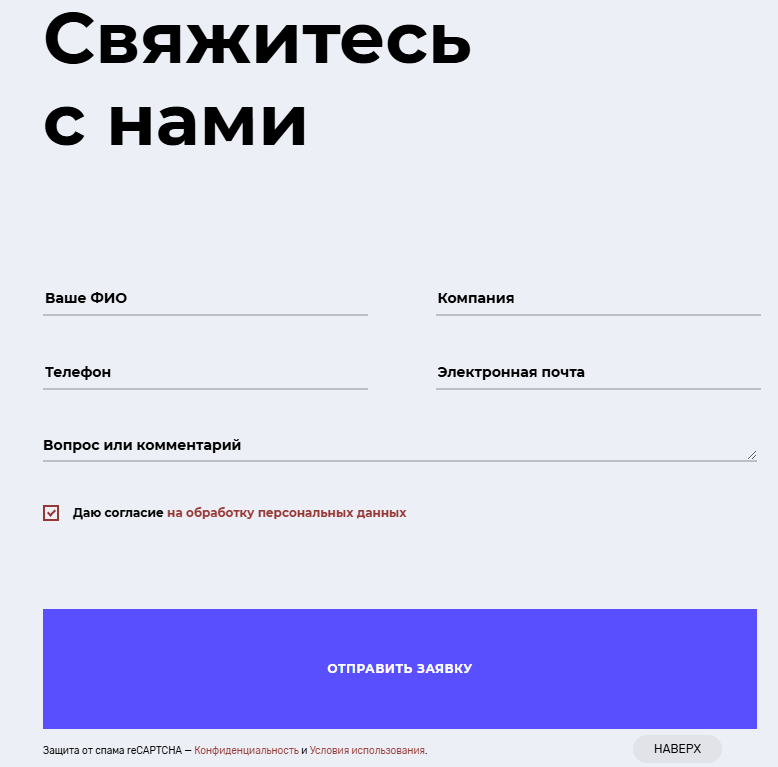 Свяжитесь
с нами
Ваше ФИО
Компания
Телефон
Электронная почта
Вопрос или комментарий
Даю согласие на обработку персональных данных
ОТПРАВИТЬ ЗАЯВКУ
Защита от спама reCAPTCHA — Конфиденциальность и Условия использования.
НАВЕРХ